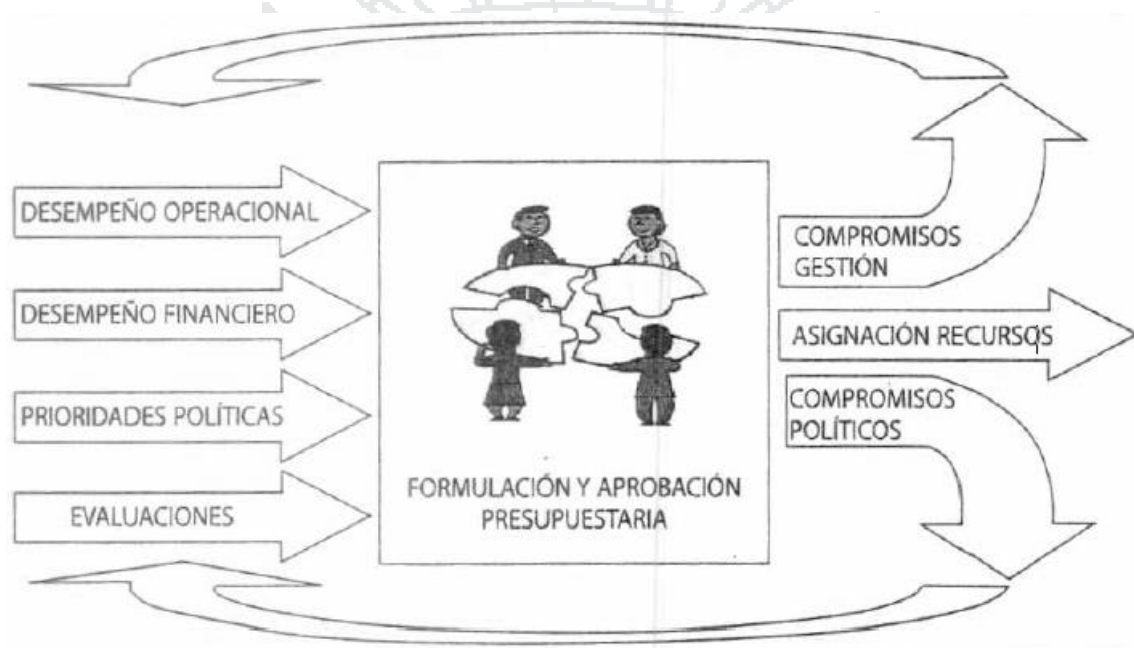 DESEMPEÑO OPERACIONAL
DESEMPEÑO FINANCIERO
PRIORIDADES POLÍTICAS
EVALUACIONES
FORMULACIÓN Y APROBACIÓN
PRESUPUESTARIA
COMPROMISOS
GESTIÓN
ASIGNACIÓN RECURSOS
COMPROMISOS
POLÍTICOS